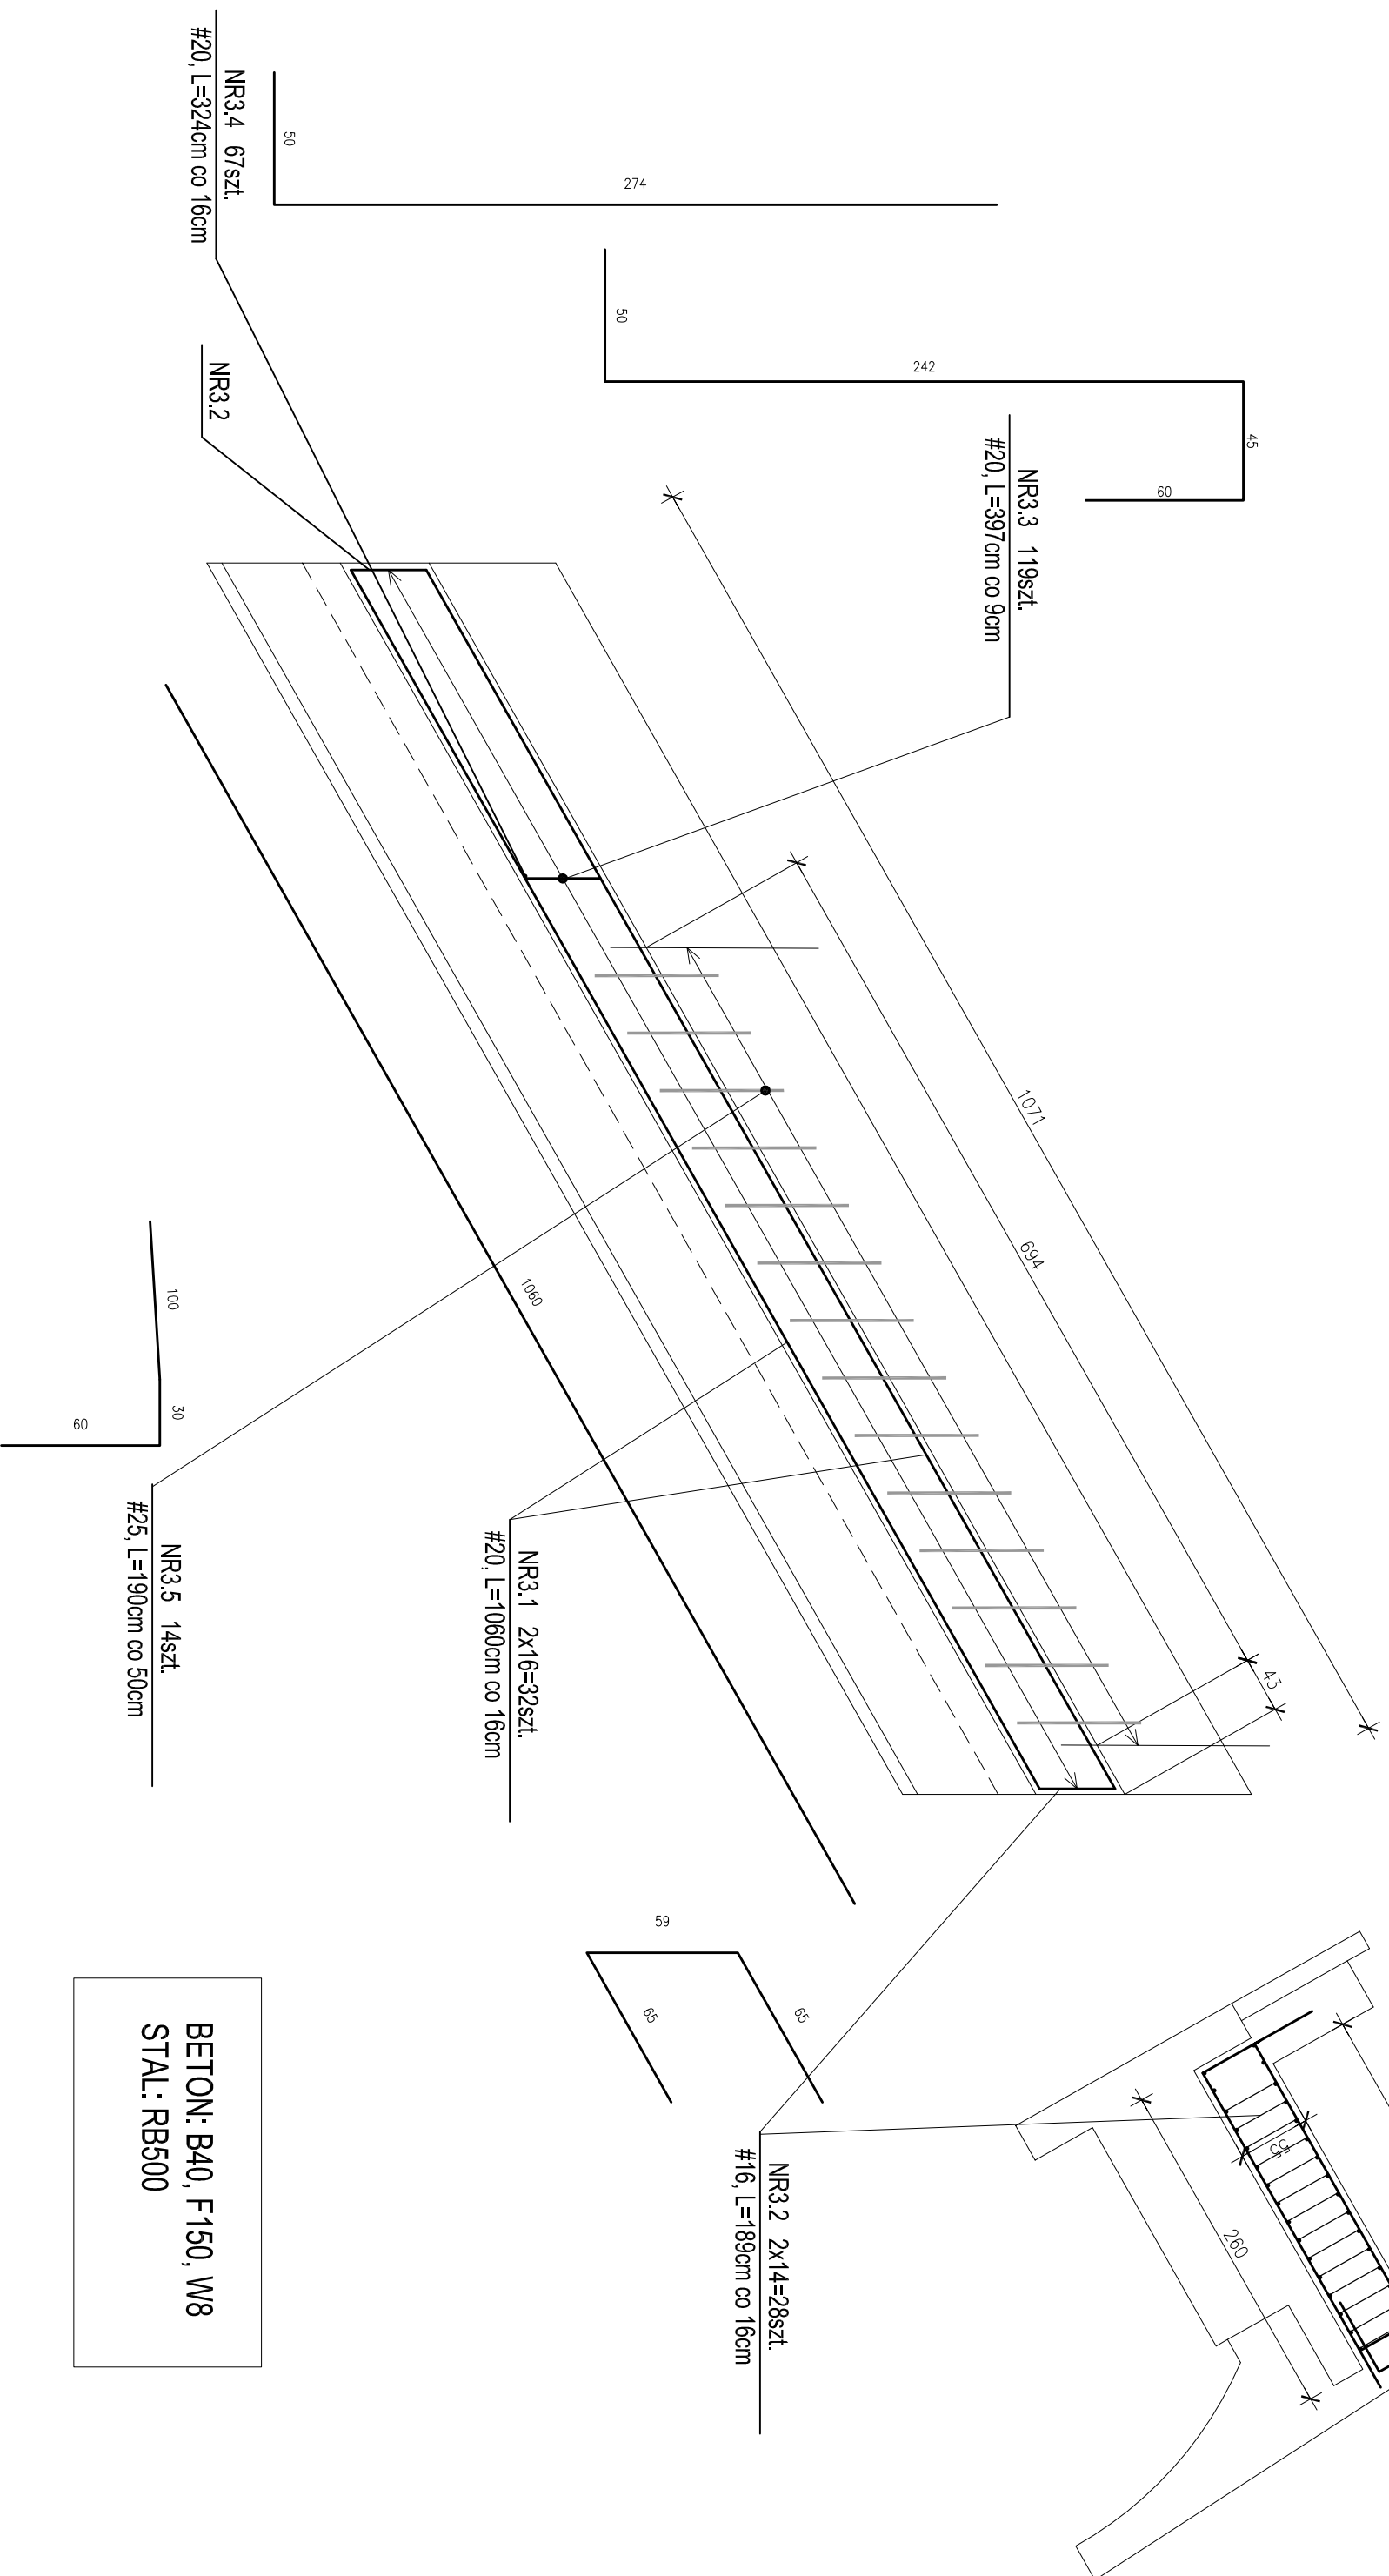 NR3.4 67szt.
#20, L=324cm co 16cm
50
274
NR3.2
50
242
45
60
NR3.3 119szt.
#20, L=397cm co 9cm
1071
694
43
1060
100
30
60
NR3.5 14szt.
#25, L=190cm co 50cm
NR3.1 2x16=32szt.
#20, L=1060cm co 16cm
59
65
65
NR3.2 2x14=28szt.
#16, L=189cm co 16cm
55
260
BETON: B40, F150, W8
STAL: RB500